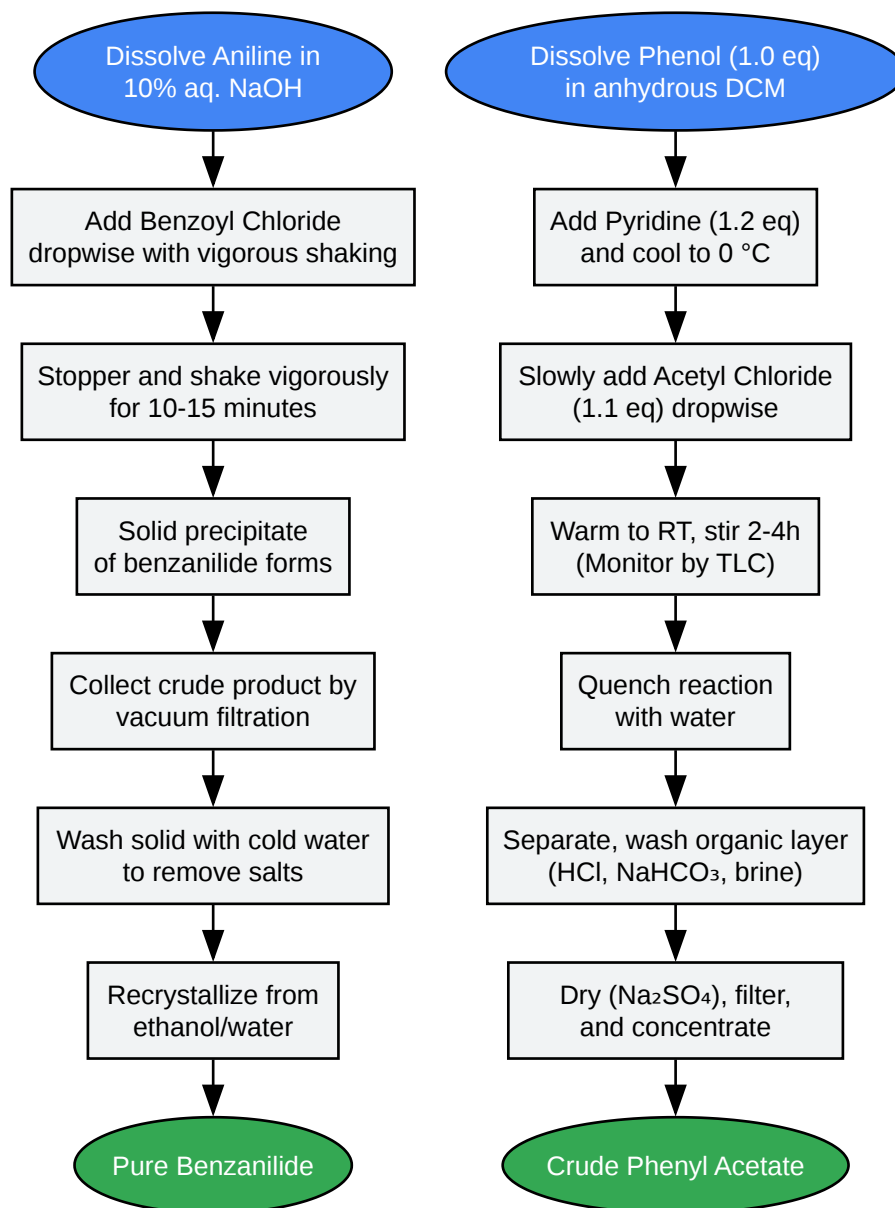 Dissolve Aniline in
10% aq. NaOH
Add Benzoyl Chloride
dropwise with vigorous shaking
Stopper and shake vigorously
for 10-15 minutes
Solid precipitate
of benzanilide forms
Collect crude product by
vacuum filtration
Wash solid with cold water
to remove salts
Recrystallize from
ethanol/water
Pure Benzanilide
Dissolve Phenol (1.0 eq)
in anhydrous DCM
Add Pyridine (1.2 eq)
and cool to 0 °C
Slowly add Acetyl Chloride
(1.1 eq) dropwise
Warm to RT, stir 2-4h
(Monitor by TLC)
Quench reaction
with water
Separate, wash organic layer
(HCl, NaHCO₃, brine)
Dry (Na₂SO₄), filter,
and concentrate
Crude Phenyl Acetate